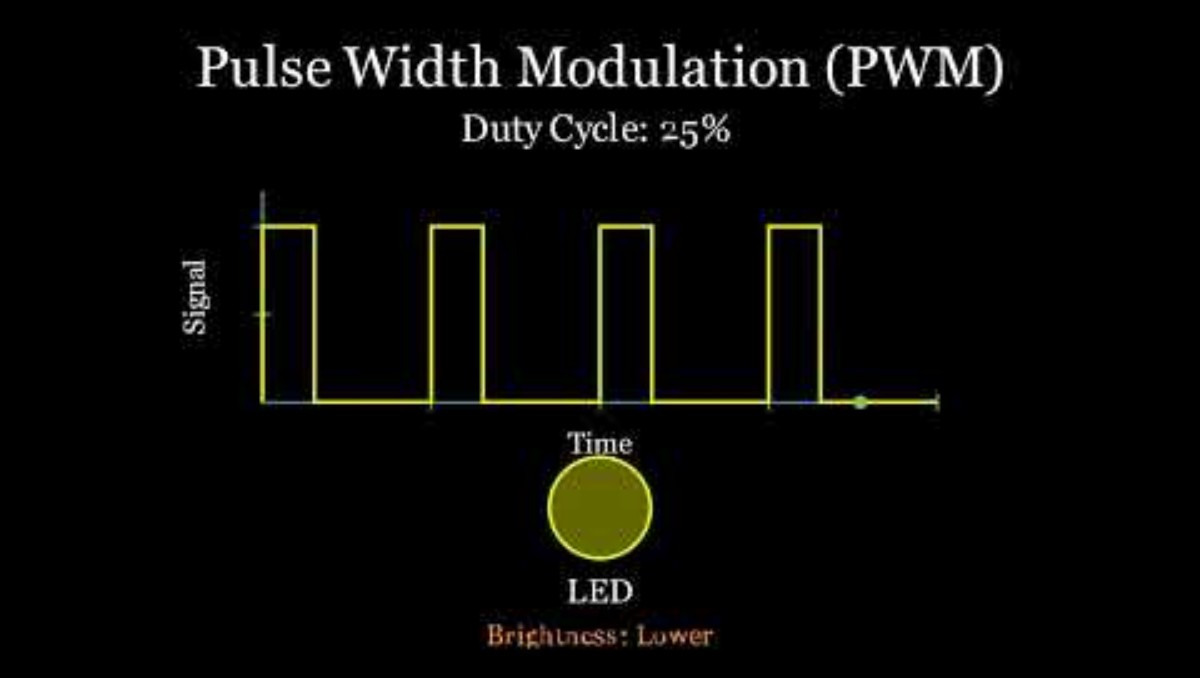 Pulse Width Modulation (PWM)
Duty Cycle: 25%
Signal
Time
LED
Brightness: Lower